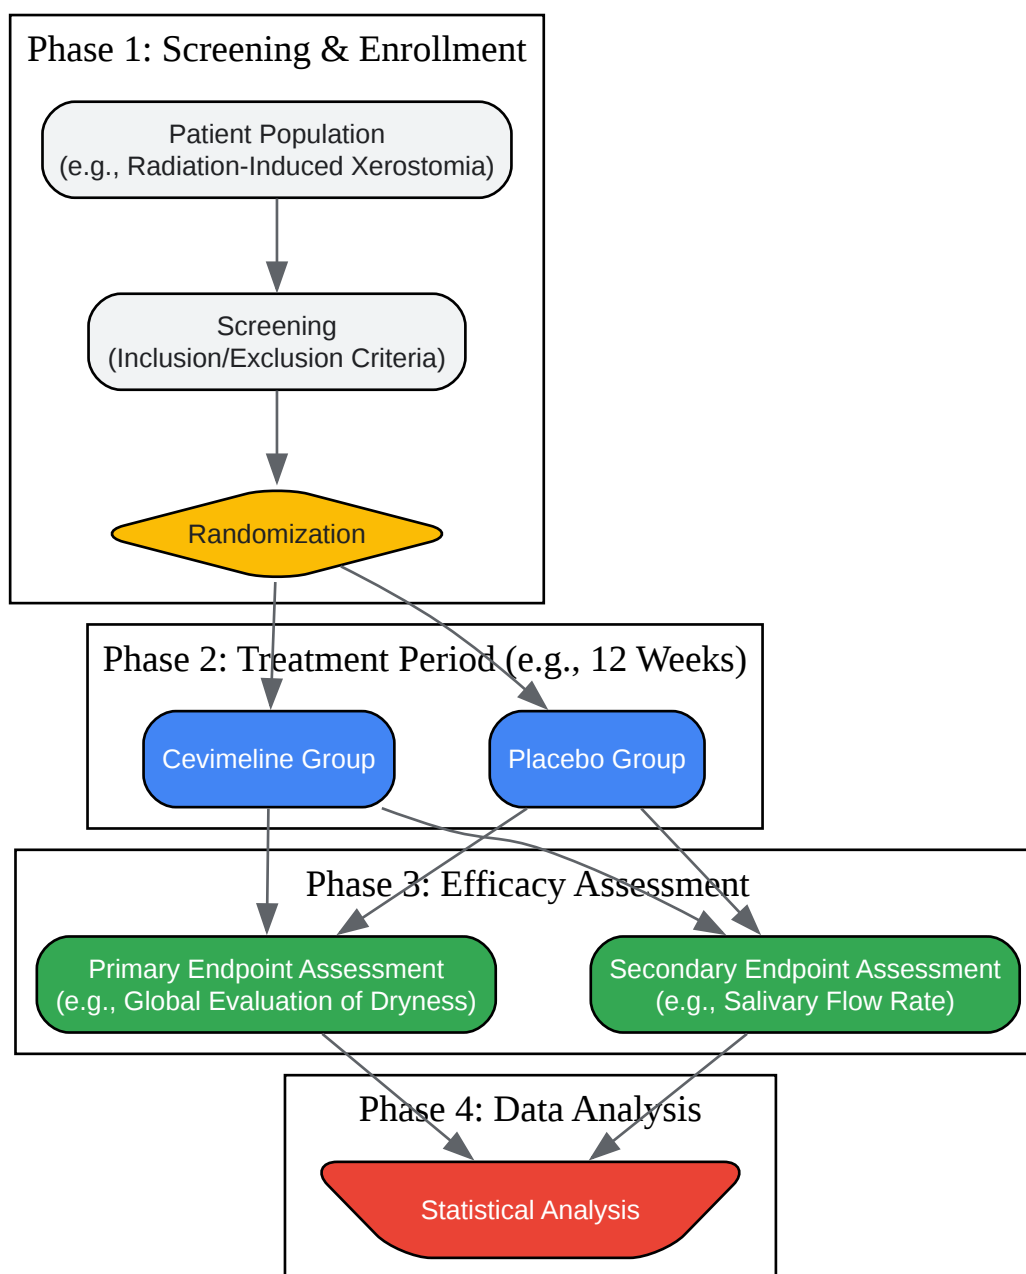 Phase 1: Screening & Enrollment
Patient Population
(e.g., Radiation-Induced Xerostomia)
Screening
(Inclusion/Exclusion Criteria)
Randomization
Phase 2: Treatment Period (e.g., 12 Weeks)
Cevimeline Group
Placebo Group
Phase 3: Efficacy Assessment
Primary Endpoint Assessment
(e.g., Global Evaluation of Dryness)
Secondary Endpoint Assessment
(e.g., Salivary Flow Rate)
Phase 4: Data Analysis
Statistical Analysis